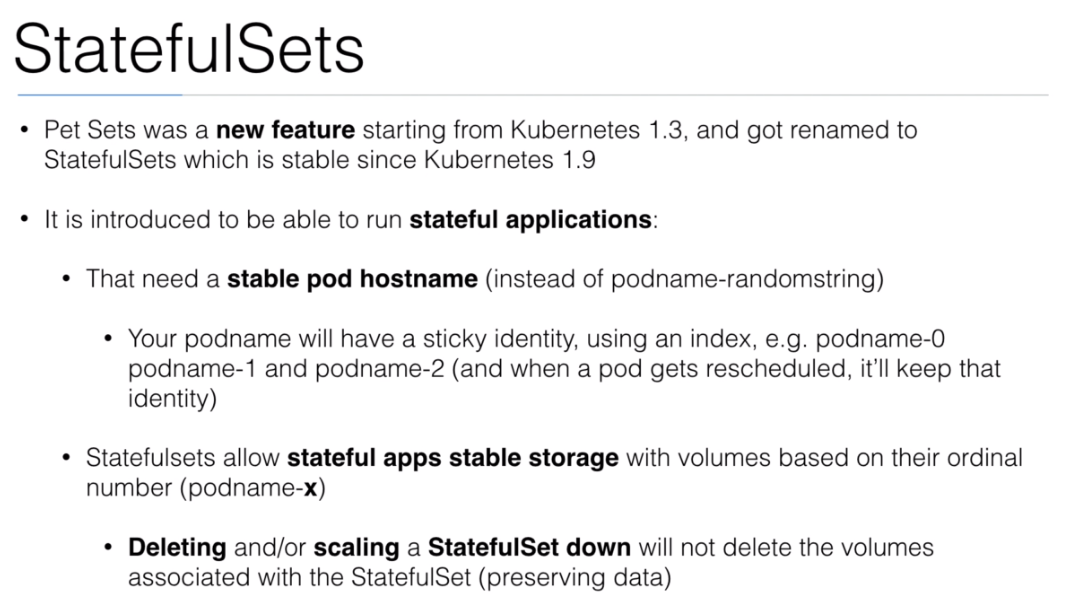 StatefulSets
• Pet Sets was a new feature starting from Kubernetes 1.3, and got renamed to
StatefulSets which is stable since Kubernetes 1.9
• It is introduced to be able to run stateful applications:
• That need a stable pod hostname (instead of podname-randomstring)
• Your podname will have a sticky identity, using an index, e.g. podname-0
podname-1 and podname-2 (and when a pod gets rescheduled, it'll keep that
identity)
• Statefulsets allow stateful apps stable storage with volumes based on their ordinal
number (podname-x)
• Deleting and/or scaling a StatefulSet down will not delete the volumes
associated with the StatefulSet (preserving data)